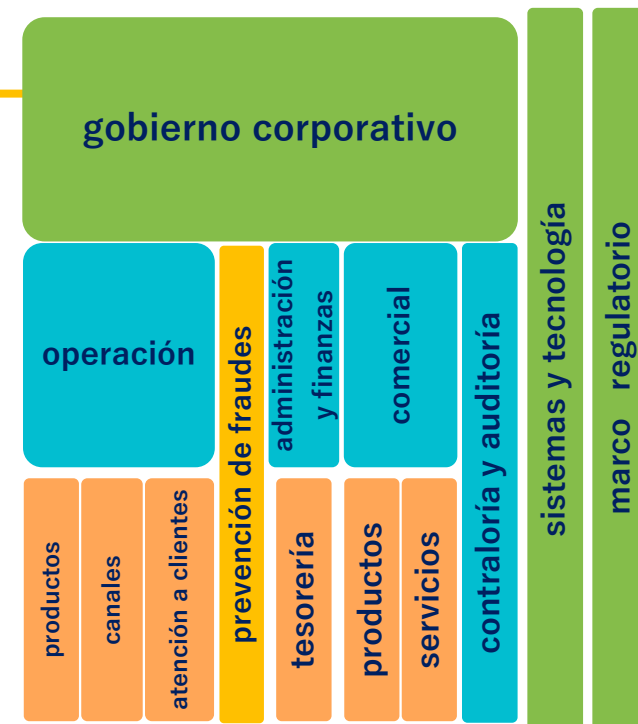 gobierno corporativo
operación
productos
canales
atención a clientes
prevención de fraudes
administración
y finanzas
tesorería
comercial
productos
servicios
contraloría y auditoría
sistemas y tecnología
marco regulatorio